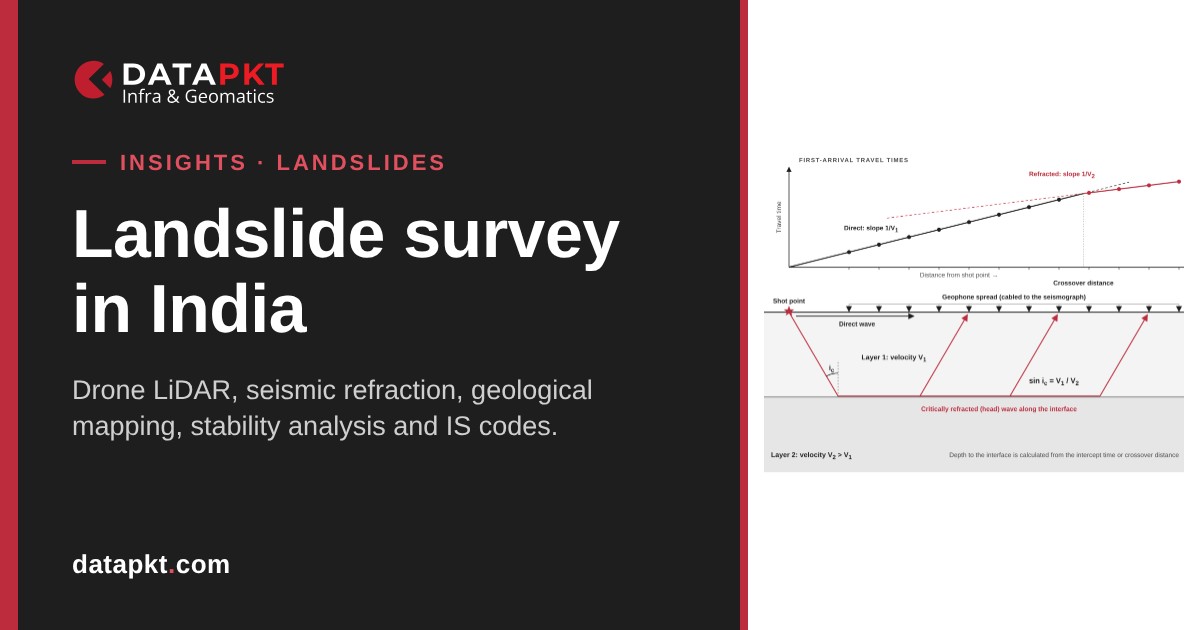 DATAPKT
Infra & Geomatics
INSIGHTS · LANDSLIDES
Landslide survey
in India
Drone LiDAR, seismic refraction, geological
mapping, stability analysis and IS codes.
datapkt.com
FIRST-ARRIVAL TRAVEL TIMES
Refracted: slope 1/V₂
Travel time
Direct: slope 1/V₁
Distance from shot point →
Crossover distance
Geophone spread (cabled to the seismograph)
Shot point
Direct wave
Layer 1: velocity V₁
i꜀
sin i꜀ = V₁ / V₂
Critically refracted (head) wave along the interface
Layer 2: velocity V₂ > V₁
Depth to the interface is calculated from the intercept time or crossover distance